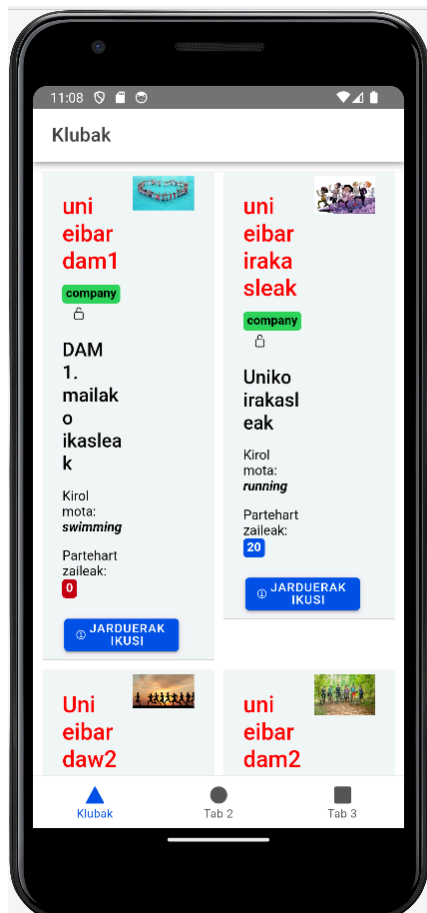 11:08
Klubak
uni
eibar
dam1
company
DAM
1.
mailak
o
ikaslea
k
Kirol
mota:
swimming
Partehart
zaileak:
0
JARDUERAK
IKUSI
uni
eibar
iraka
sleak
company
Uniko
irakasl
eak
Kirol
mota:
running
Partehart
zaileak:
20
JARDUERAK
IKUSI
Uni
eibar
daw2
uni
eibar
dam2
Klubak
Tab 2
Tab 3